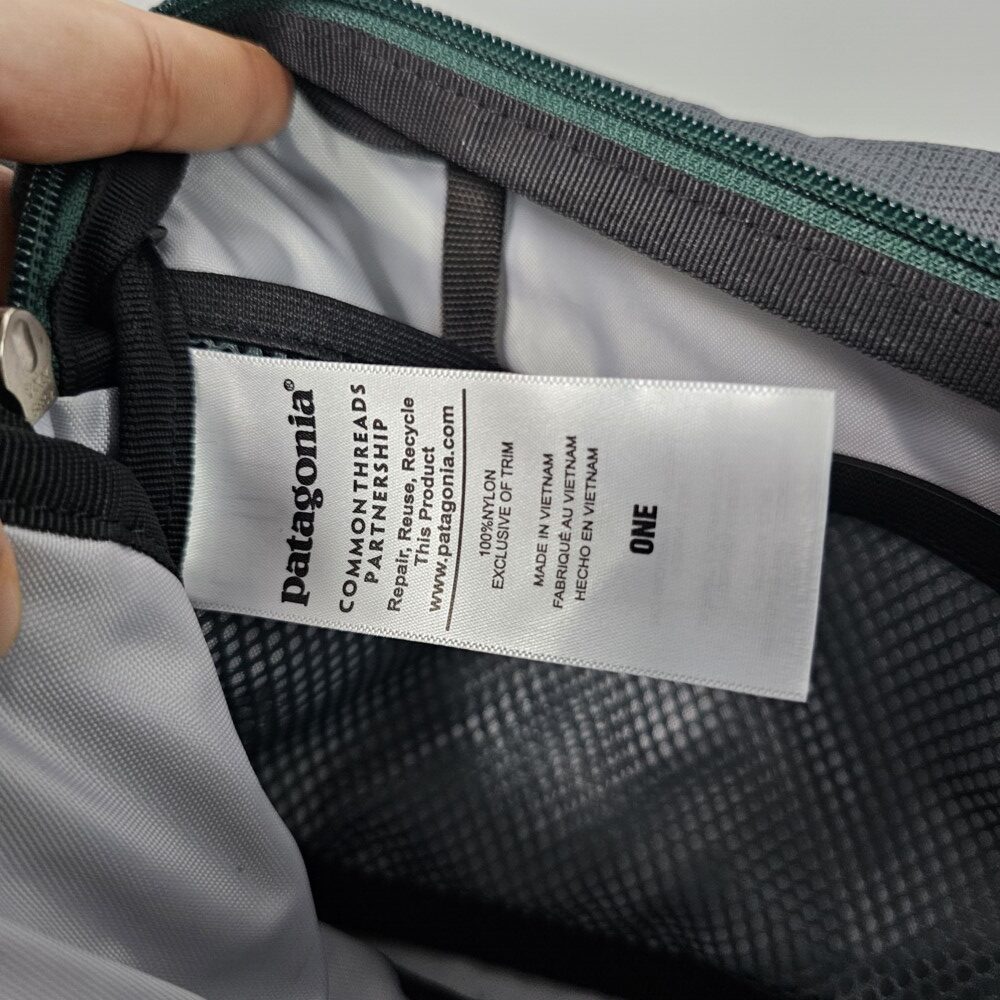 patagonia®
COMMON THREADS
PARTNERSHIP
Repair, Reuse, Recycle
This Product
www.patagonia.com
100%NYLON
EXCLUSIVE OF TRIM
MADE IN VIETNAM
FABRIQUÉ AU VIETNAM
HECHO EN VIETNAM
ONE